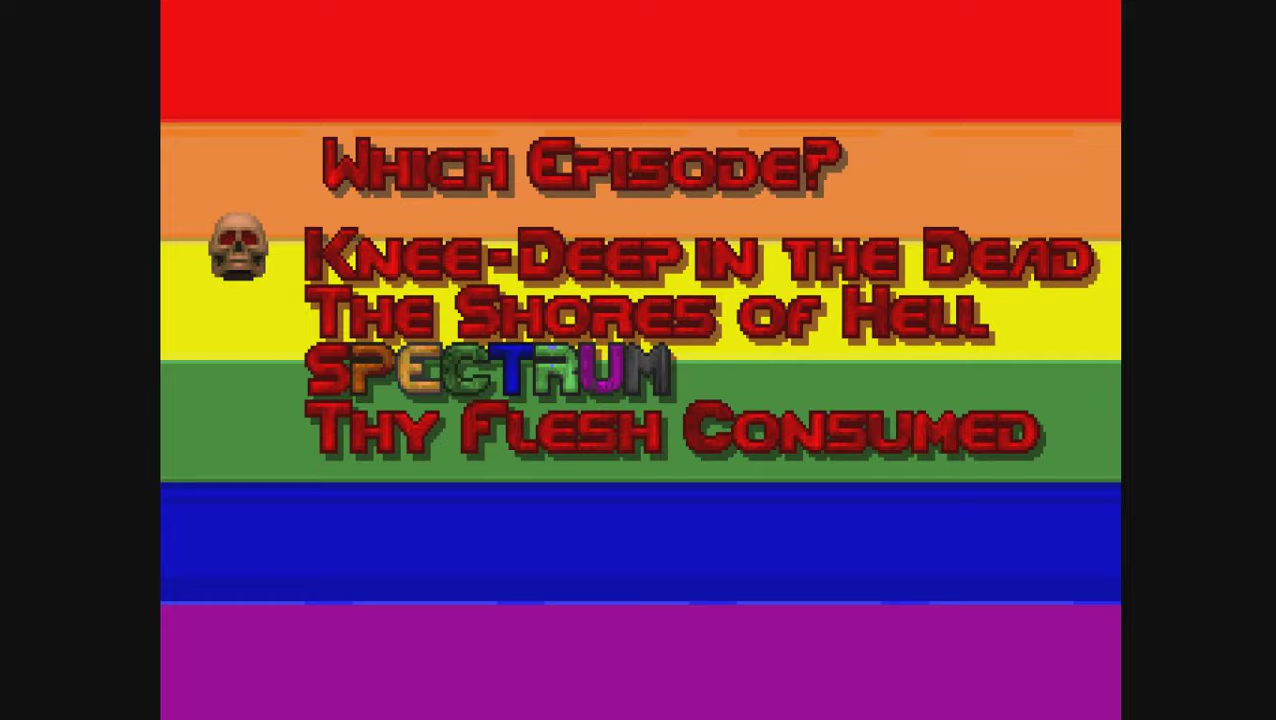 Which Episode?
Knee-Deep in the Dead
The Shores of Hell
SPECTRUM
Thy Flesh Consumed